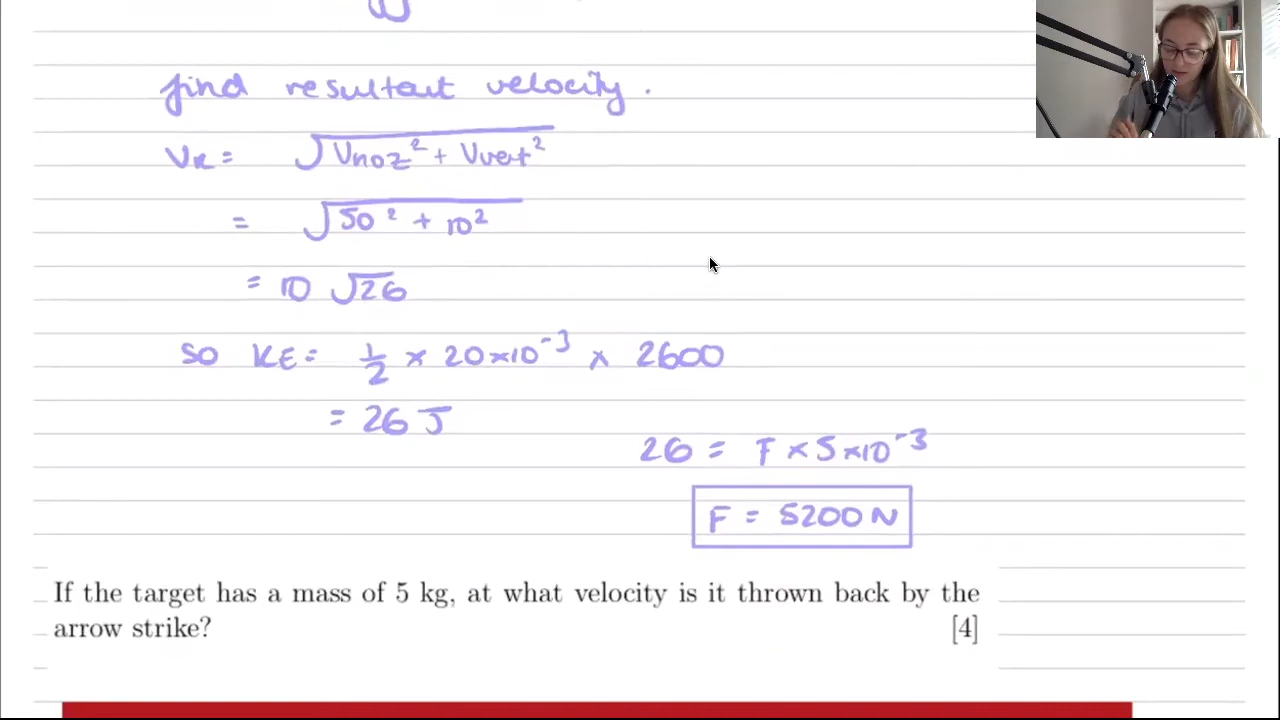 find resultant velocity.
VR = √Vhoz² + Vvert²
= √50² + 10²
= 10 √26
so KE = 1/2 × 20×10⁻³ × 2600
= 26 J
26 = F × 5×10⁻³
F = 5200 N
If the target has a mass of 5 kg, at what velocity is it thrown back by the
arrow strike? [4]